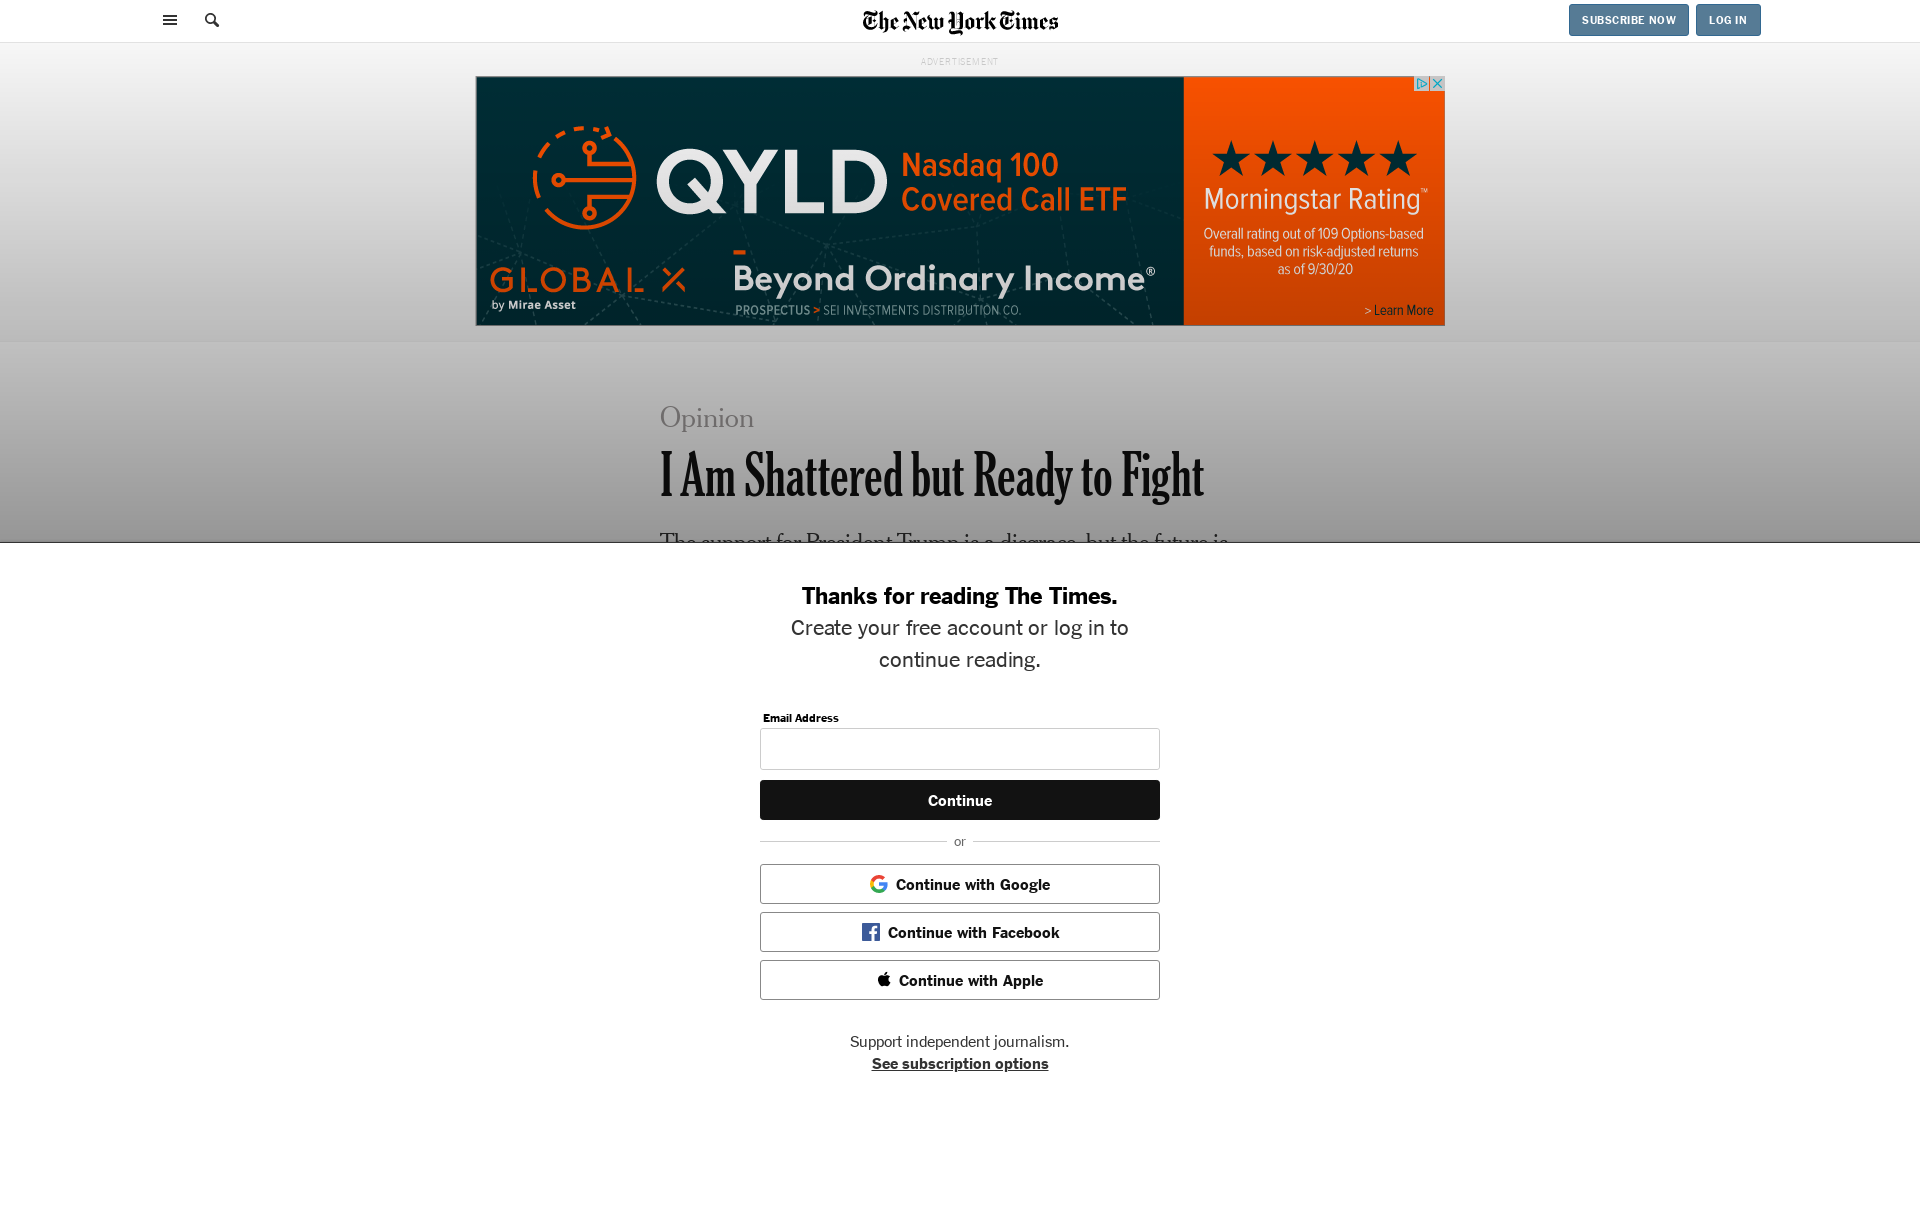 The New York Times
SUBSCRIBE NOW
LOG IN
ADVERTISEMENT
QYLD
Nasdaq 100
Covered Call ETF
GLOBAL X
by Mirae Asset
Beyond Ordinary Income®
PROSPECTUS > SEI INVESTMENTS DISTRIBUTION CO.
Morningstar Rating™
Overall rating out of 109 Options-based
funds, based on risk-adjusted returns
as of 9/30/20
> Learn More
Opinion
I Am Shattered but Ready to Fight
The support for President Trump is a disgrace, but the future is
Thanks for reading The Times.
Create your free account or log in to
continue reading.
Email Address
Continue
or
Continue with Google
Continue with Facebook
Continue with Apple
Support independent journalism.
See subscription options